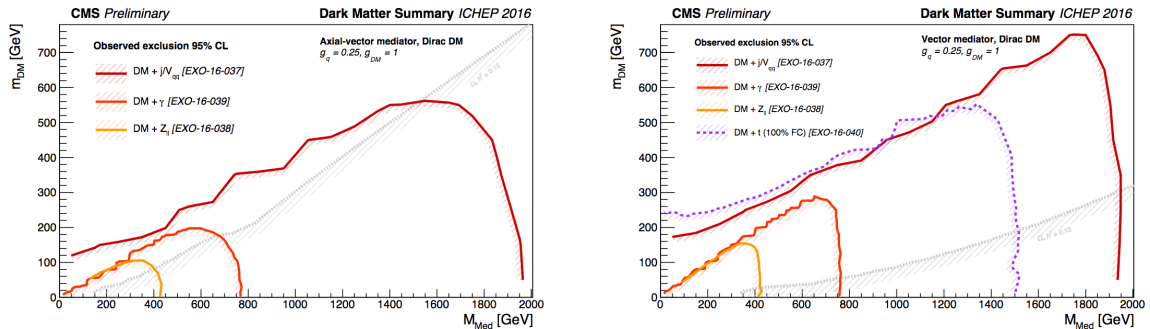 CMS Preliminary
Dark Matter Summary ICHEP 2016
m_DM [GeV]
Observed exclusion 95% CL
Axial-vector mediator, Dirac DM
g_q = 0.25, g_DM = 1
DM + j/V_qq [EXO-16-037]
DM + γ [EXO-16-039]
DM + Z_ll [EXO-16-038]
Ω_c h² ≥ 0.12
700
600
500
400
300
200
100
0
200 400 600 800 1000 1200 1400 1600 1800 2000
M_Med [GeV]
CMS Preliminary
Dark Matter Summary ICHEP 2016
m_DM [GeV]
Observed exclusion 95% CL
Vector mediator, Dirac DM
g_q = 0.25, g_DM = 1
DM + j/V_qq [EXO-16-037]
DM + γ [EXO-16-039]
DM + Z_ll [EXO-16-038]
DM + t (100% FC) [EXO-16-040]
Ω_c h² ≥ 0.12
700
600
500
400
300
200
100
0
200 400 600 800 1000 1200 1400 1600 1800 2000
M_Med [GeV]